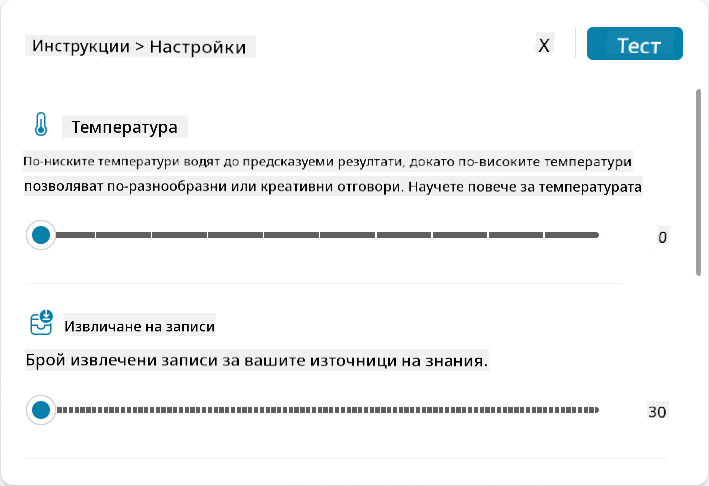 Инструкции > Настройки
X
Тест
Температура
По-ниските температури водят до предсказуеми резултати, докато по-високите температури
позволяват по-разнообразни или креативни отговори. Научете повече за температурата
0
Извличане на записи
Брой извлечени записи за вашите източници на знания.
30